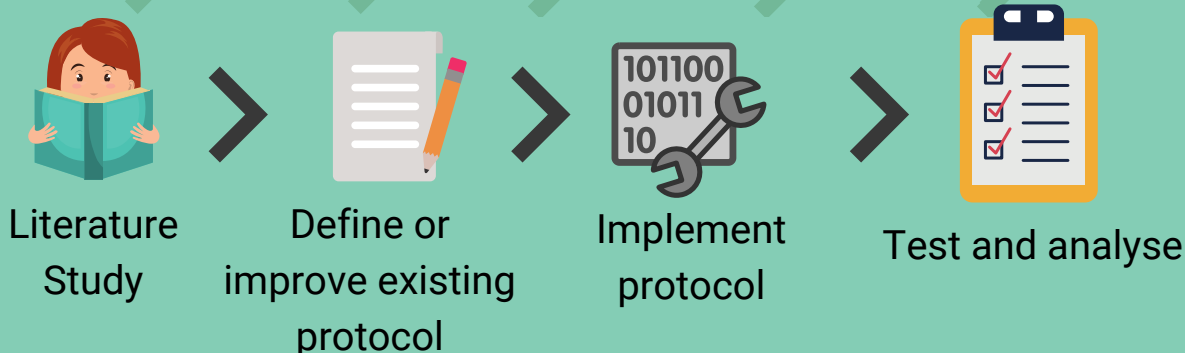 Literature
Study
Define or
improve existing
protocol
101100
01011
10
Implement
protocol
Test and analyse